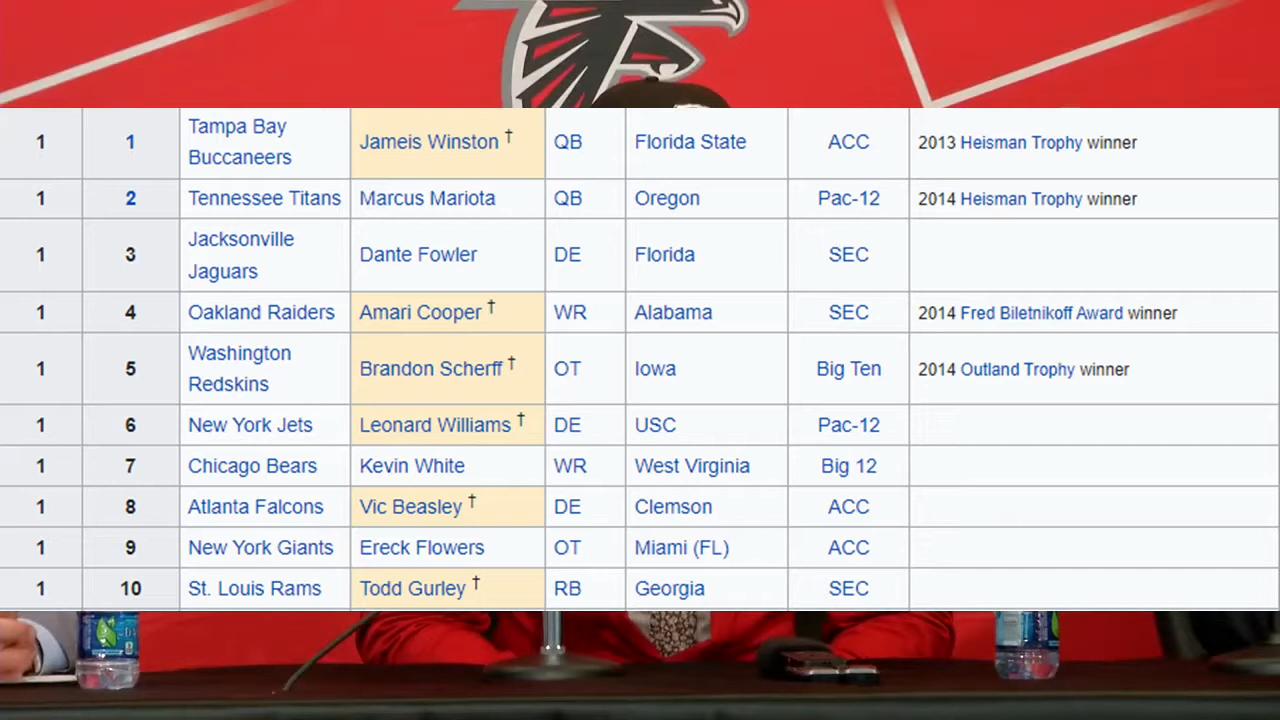 1 1 Tampa Bay Buccaneers Jameis Winston † QB Florida State ACC 2013 Heisman Trophy winner
1 2 Tennessee Titans Marcus Mariota QB Oregon Pac-12 2014 Heisman Trophy winner
1 3 Jacksonville Jaguars Dante Fowler DE Florida SEC
1 4 Oakland Raiders Amari Cooper † WR Alabama SEC 2014 Fred Biletnikoff Award winner
1 5 Washington Redskins Brandon Scherff † OT Iowa Big Ten 2014 Outland Trophy winner
1 6 New York Jets Leonard Williams † DE USC Pac-12
1 7 Chicago Bears Kevin White WR West Virginia Big 12
1 8 Atlanta Falcons Vic Beasley † DE Clemson ACC
1 9 New York Giants Ereck Flowers OT Miami (FL) ACC
1 10 St. Louis Rams Todd Gurley † RB Georgia SEC